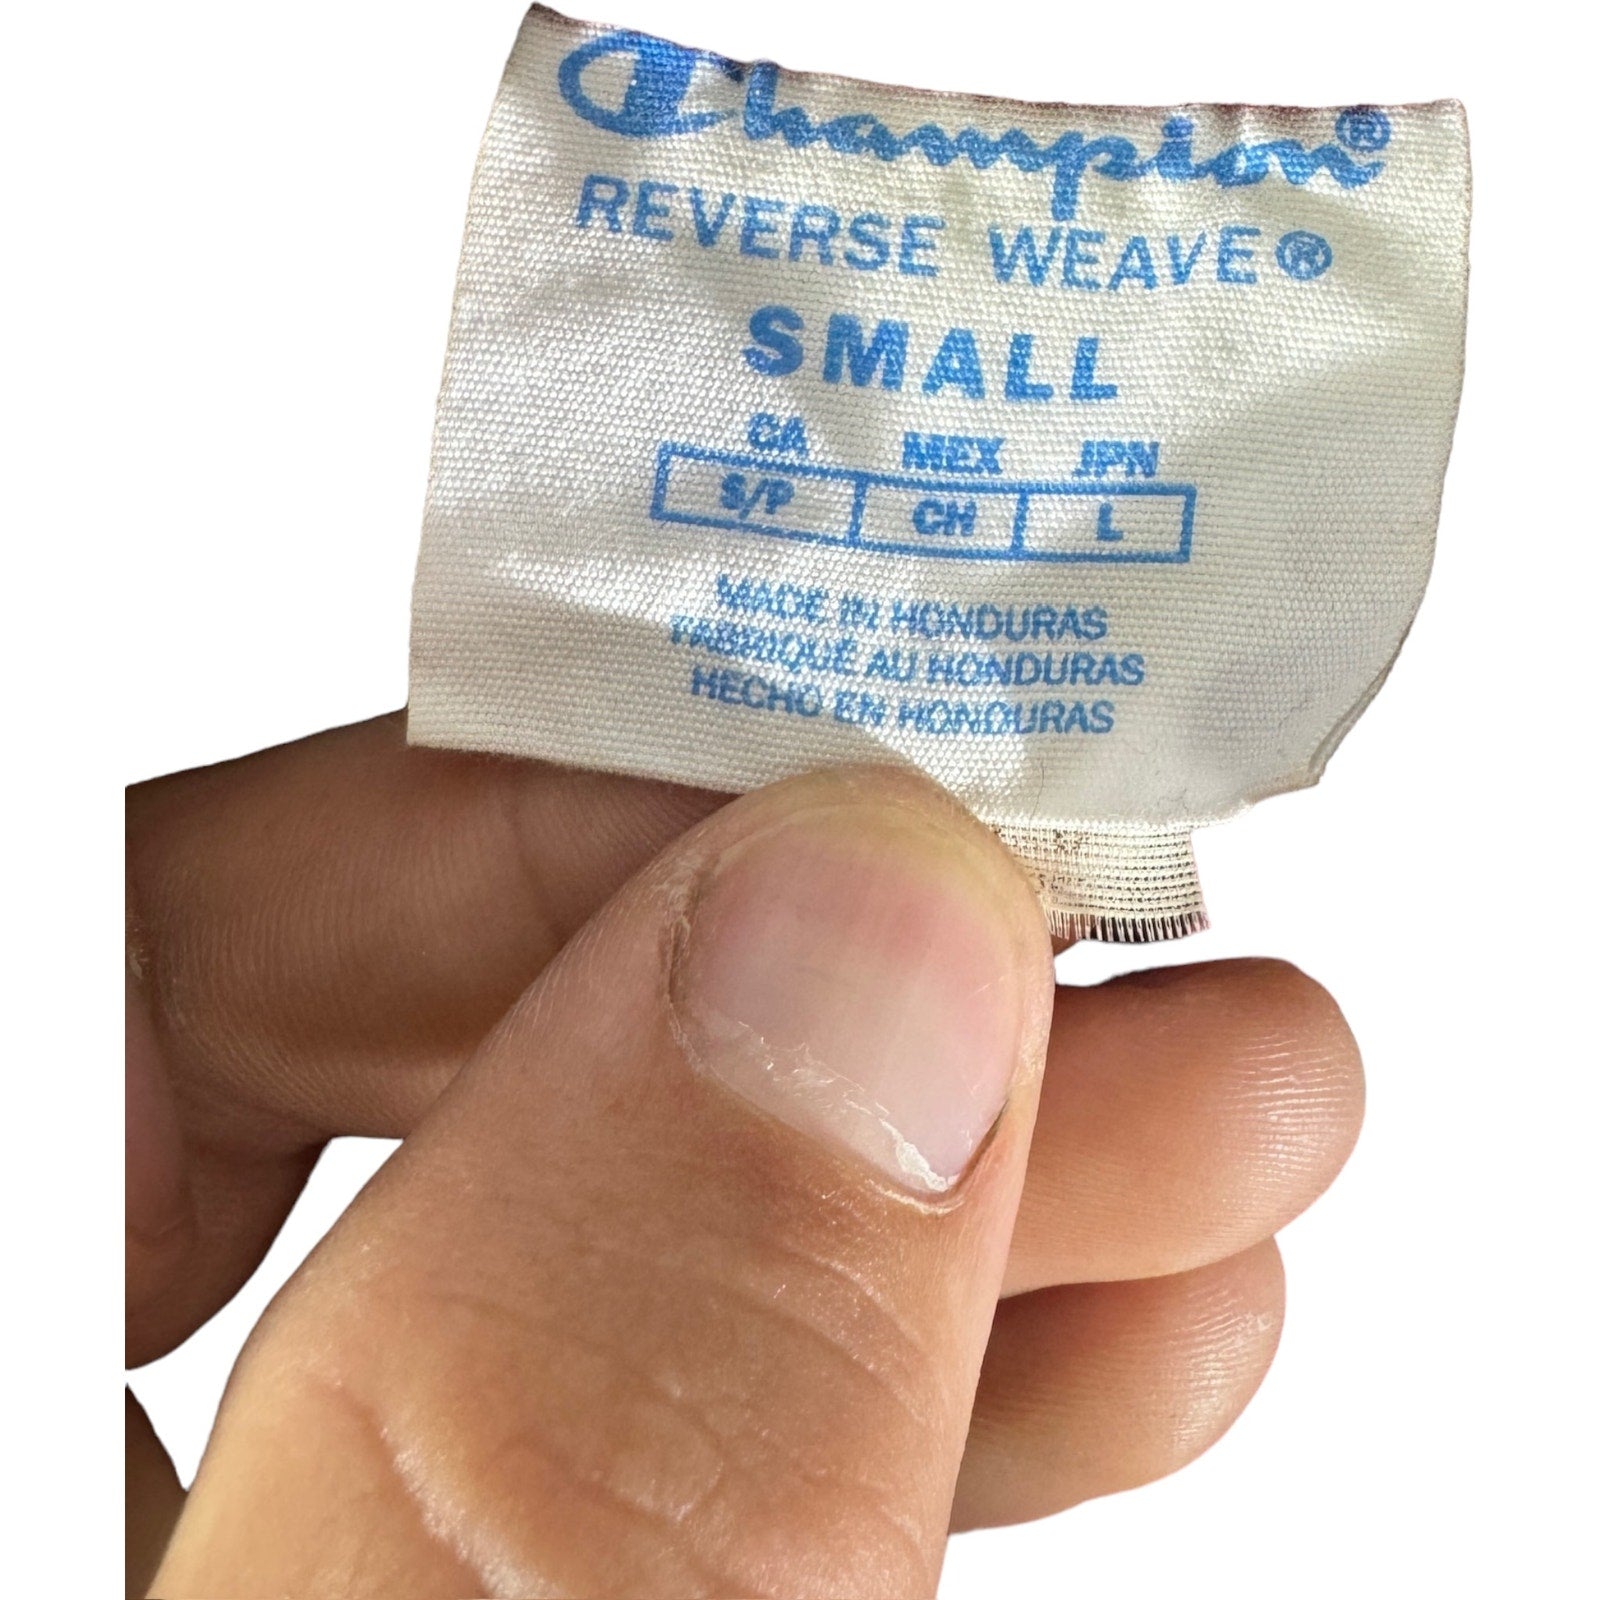 Champion®
REVERSE WEAVE®
SMALL
CA MEX JPN
S/P CH L
MADE IN HONDURAS
FABRIQUÉ AU HONDURAS
HECHO EN HONDURAS